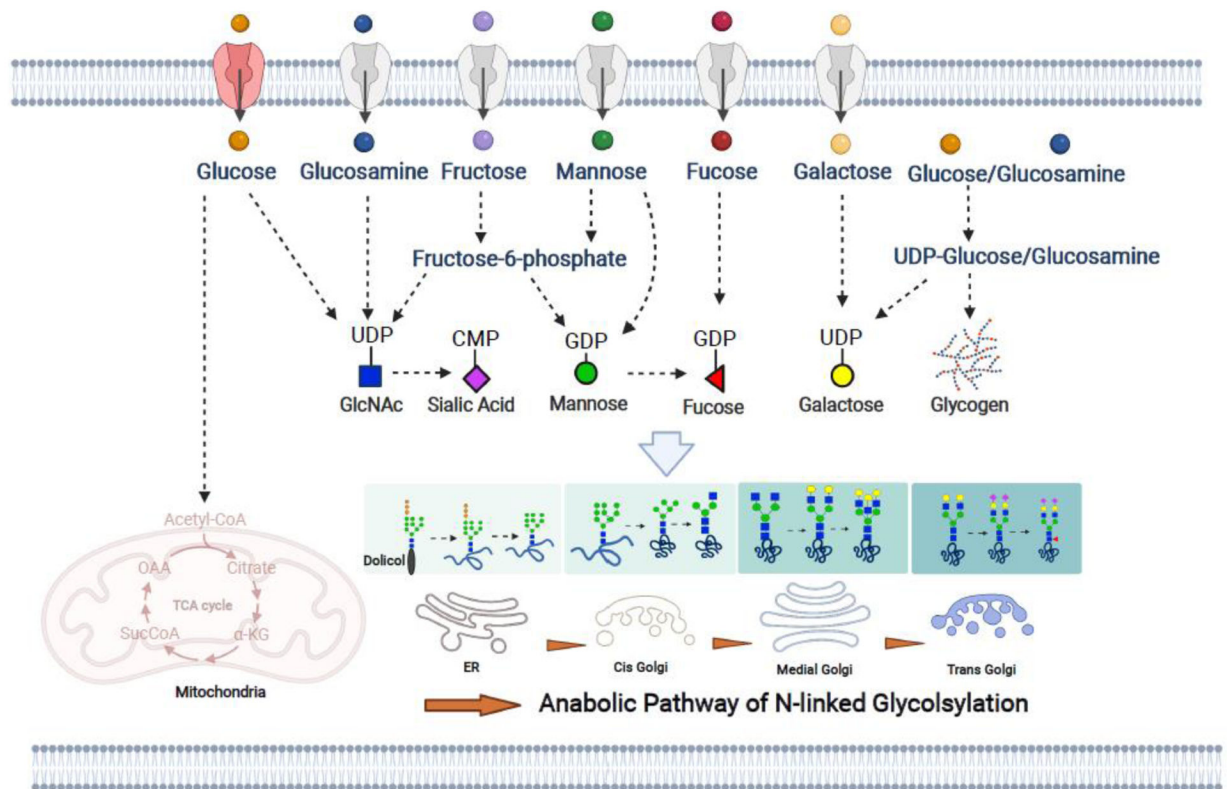 Glucose
Glucosamine
Fructose
Mannose
Fucose
Galactose
Glucose/Glucosamine
Fructose-6-phosphate
UDP-Glucose/Glucosamine
UDP
CMP
GDP
GDP
UDP
GlcNAc
Sialic Acid
Mannose
Fucose
Galactose
Glycogen
Dolicol
Acetyl-CoA
OAA
Citrate
TCA cycle
SucCoA
α-KG
Mitochondria
ER
Cis Golgi
Medial Golgi
Trans Golgi
Anabolic Pathway of N-linked Glycolsylation